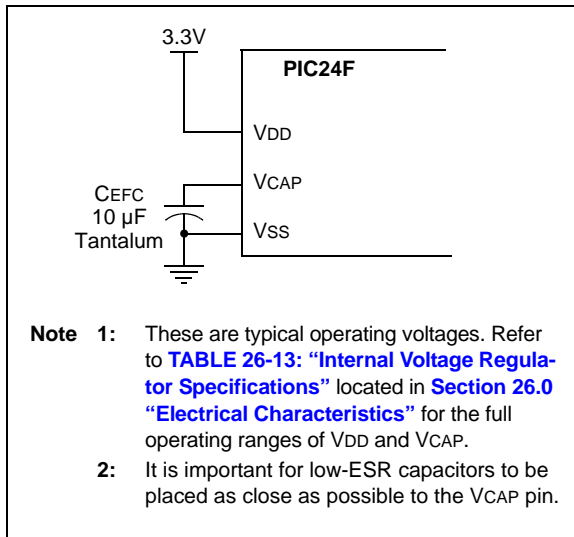 3.3V
PIC24F
VDD
VCAP
VSS
CEFC
10 µF
Tantalum
Note 1: These are typical operating voltages. Refer
to TABLE 26-13: “Internal Voltage Regula-
tor Specifications” located in Section 26.0
“Electrical Characteristics” for the full
operating ranges of VDD and VCAP.
2: It is important for low-ESR capacitors to be
placed as close as possible to the VCAP pin.